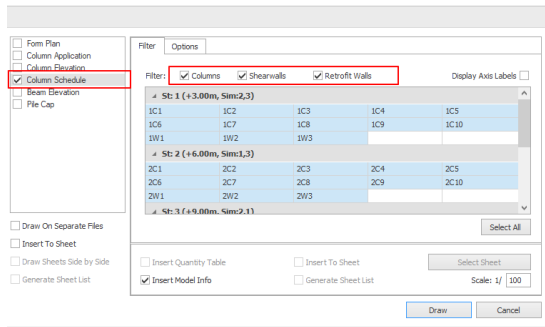 Form Plan
Column Application
Column Elevation
Column Schedule
Beam Elevation
Pile Cap
Draw On Separate Files
Insert To Sheet
Draw Sheets Side by Side
Generate Sheet List
Filter Options
Filter: Columns Shearwalls Retrofit Walls Display Axis Labels
St: 1 (+3.00m, Sim:2,3)
1C1 1C2 1C3 1C4 1C5
1C6 1C7 1C8 1C9 1C10
1W1 1W2 1W3
St: 2 (+6.00m, Sim:1,3)
2C1 2C2 2C3 2C4 2C5
2C6 2C7 2C8 2C9 2C10
2W1 2W2 2W3
St: 3 (+9.00m, Sim:2,1)
Select All
Insert Quantity Table Insert To Sheet Select Sheet
Insert Model Info Generate Sheet List Scale: 1/ 100
Draw Cancel